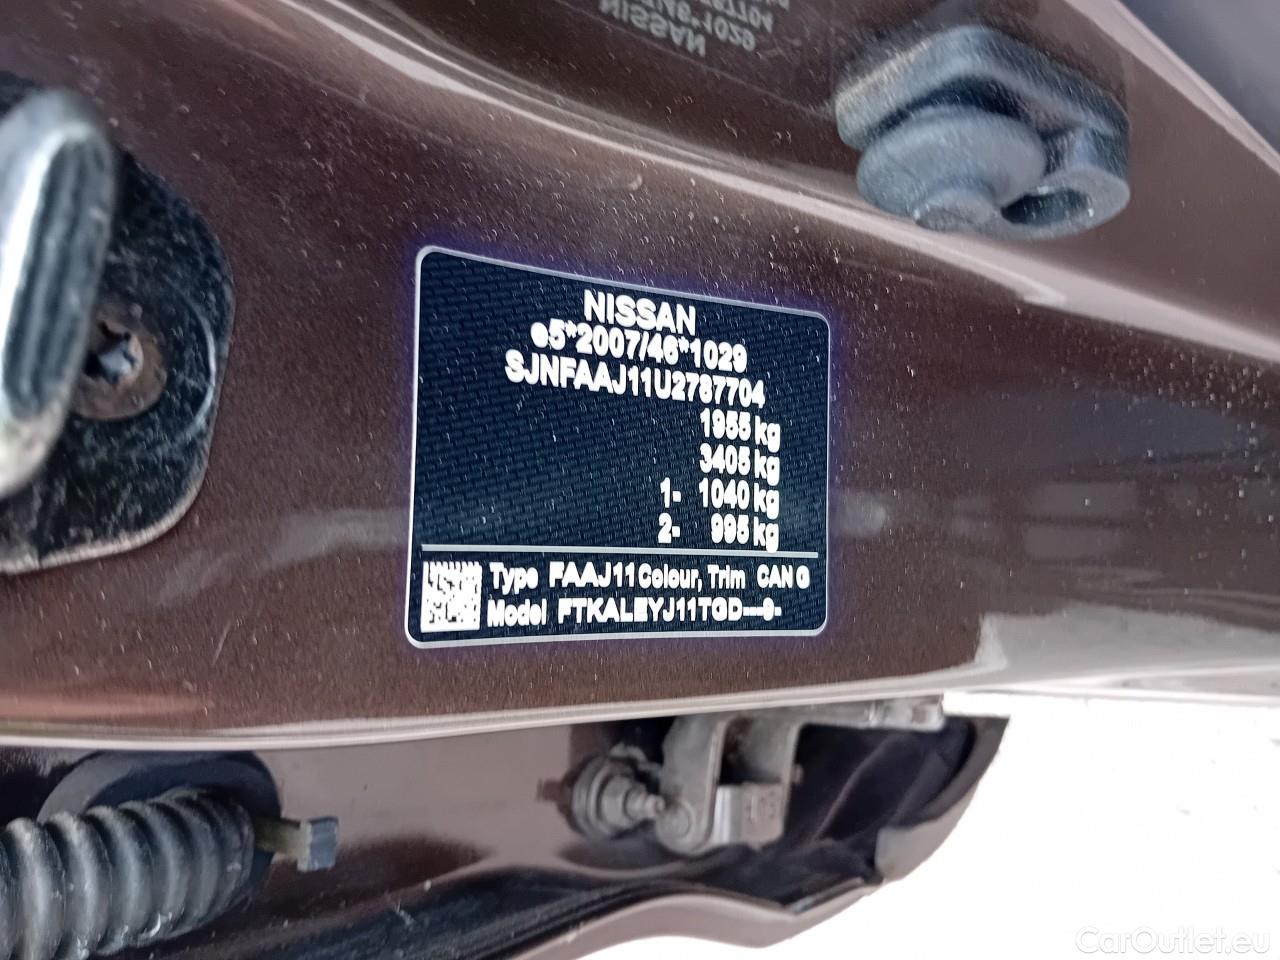 NISSAN
e5*2007/46*1029
SJNFAAJ11U2787704
1955 kg
3405 kg
1- 1040 kg
2- 995 kg
Type FAAJ11 Colour, Trim CAN G
Model FTKALEYJ11TGD---9-
CarOutlet.eu